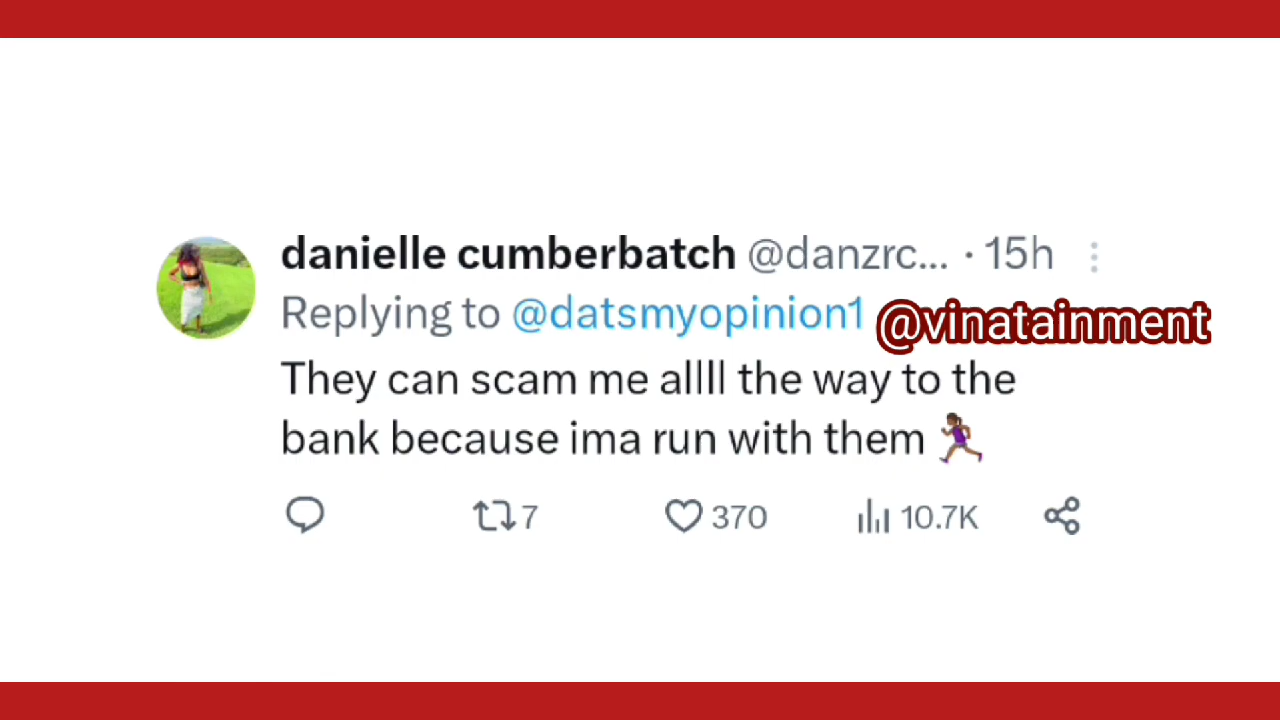 danielle cumberbatch @danzrc... · 15h
Replying to @datsmyopinion1
@vinatainment
They can scam me allll the way to the
bank because ima run with them 🏃🏾‍♀️
7 370 10.7K